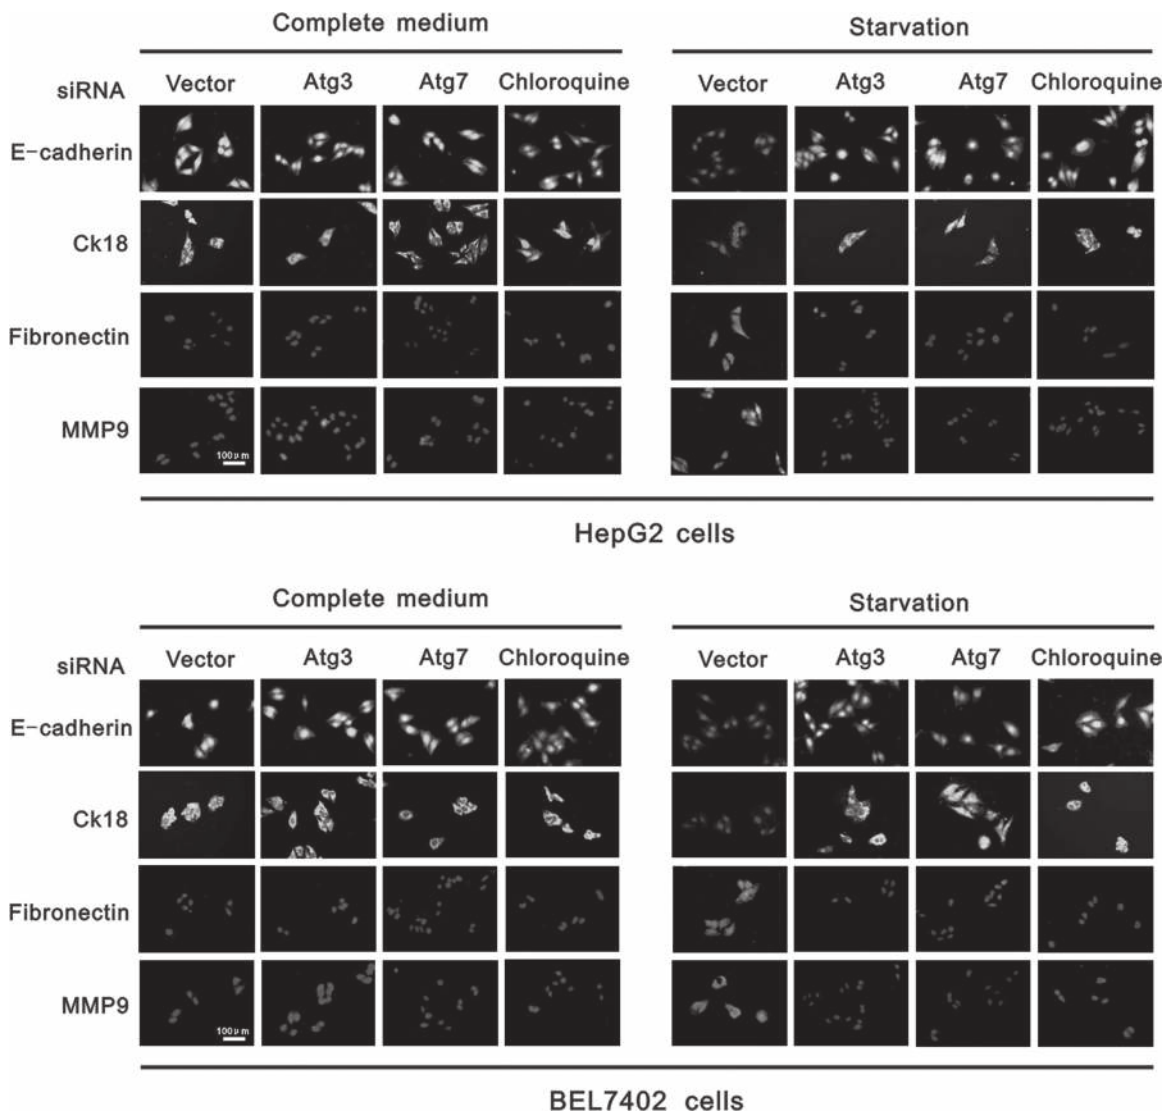 Complete medium Starvation
siRNA Vector Atg3 Atg7 Chloroquine Vector Atg3 Atg7 Chloroquine
E-cadherin
Ck18
Fibronectin
MMP9
100μm
HepG2 cells
Complete medium Starvation
siRNA Vector Atg3 Atg7 Chloroquine Vector Atg3 Atg7 Chloroquine
E-cadherin
Ck18
Fibronectin
MMP9
100μm
BEL7402 cells